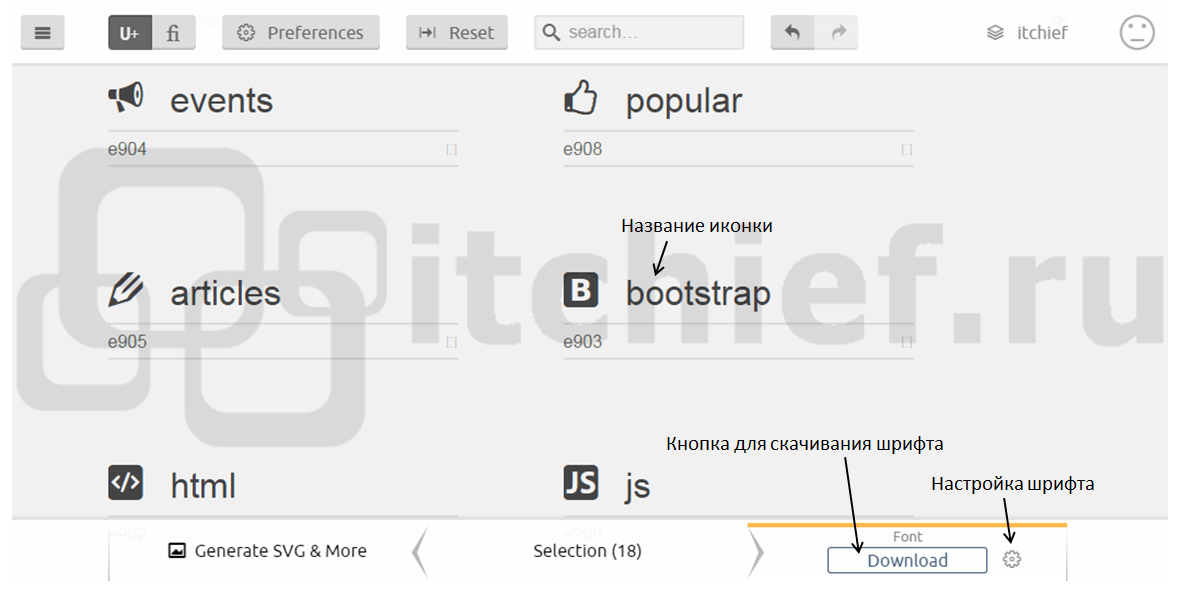 U+ fi Preferences Reset search... itchief
events popular
e904 e908
Название иконки
itchief.ru
articles B bootstrap
e905 e903
Кнопка для скачивания шрифта
</> html JS js
Настройка шрифта
e902 e906
Font
Generate SVG & More Selection (18) Download